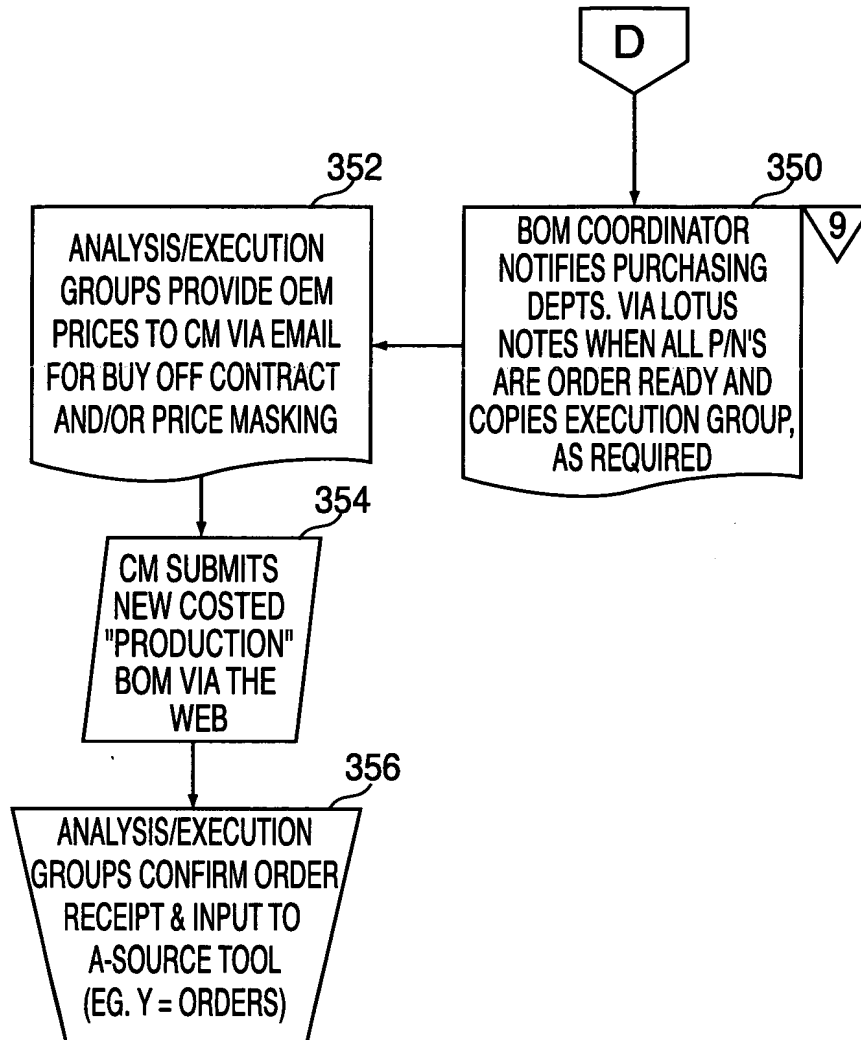 D
350
9
BOM COORDINATOR
NOTIFIES PURCHASING
DEPTS. VIA LOTUS
NOTES WHEN ALL P/N'S
ARE ORDER READY AND
COPIES EXECUTION GROUP,
AS REQUIRED
352
ANALYSIS/EXECUTION
GROUPS PROVIDE OEM
PRICES TO CM VIA EMAIL
FOR BUY OFF CONTRACT
AND/OR PRICE MASKING
354
CM SUBMITS
NEW COSTED
"PRODUCTION"
BOM VIA THE
WEB
356
ANALYSIS/EXECUTION
GROUPS CONFIRM ORDER
RECEIPT & INPUT TO
A-SOURCE TOOL
(EG. Y = ORDERS)